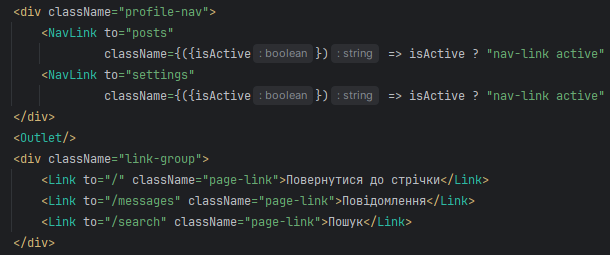 <div className="profile-nav">
    <NavLink to="posts"
             className={({isActive : boolean }) : string  => isActive ? "nav-link active"
    <NavLink to="settings"
             className={({isActive : boolean }) : string  => isActive ? "nav-link active"
</div>
<Outlet/>
<div className="link-group">
    <Link to="/" className="page-link">Повернутися до стрічки</Link>
    <Link to="/messages" className="page-link">Повідомлення</Link>
    <Link to="/search" className="page-link">Пошук</Link>
</div>